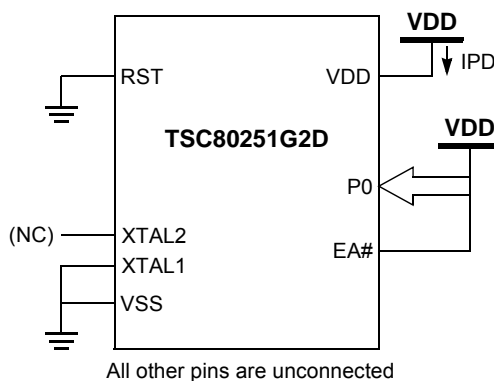 VDD
RST
VDD
IPD
TSC80251G2D
VDD
P0
(NC)
XTAL2
EA#
XTAL1
VSS
All other pins are unconnected